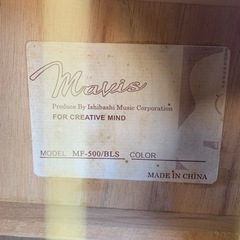 Mavis
Produce By Ishibashi Music Corporation
FOR CREATIVE MIND
MODEL MF-500/BLS COLOR
MADE IN CHINA